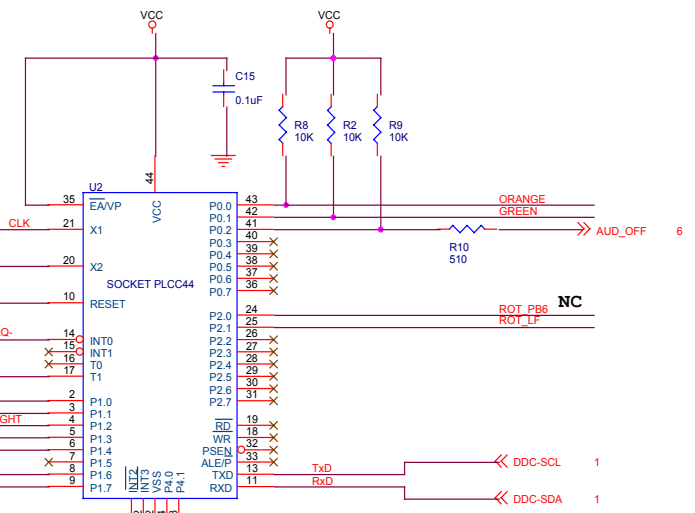 VCC
VCC
C15
0.1uF
R8
10K
R2
10K
R9
10K
U2
44
VCC
35 EA/VP
CLK 21 X1
20 X2
SOCKET PLCC44
10 RESET
Q- 14 INT0
15 INT1
16 T0
17 T1
2 P1.0
3 P1.1
GHT 4 P1.2
5 P1.3
6 P1.4
7 P1.5
8 P1.6
9 P1.7
INT2
INT3
VSS
P4.0
P4.1
P0.0 43 ORANGE
P0.1 42 GREEN
P0.2 41
R10
510
AUD_OFF 6
P0.3 40
P0.4 39
P0.5 38
P0.6 37
P0.7 36
NC
P2.0 24 ROT_PB6
P2.1 25 ROT_LF
P2.2 26
P2.3 27
P2.4 28
P2.5 29
P2.6 30
P2.7 31
RD 19
WR 18
PSEN 32
ALE/P 33
TXD 13 TxD
DDC-SCL 1
RXD 11 RxD
DDC-SDA 1